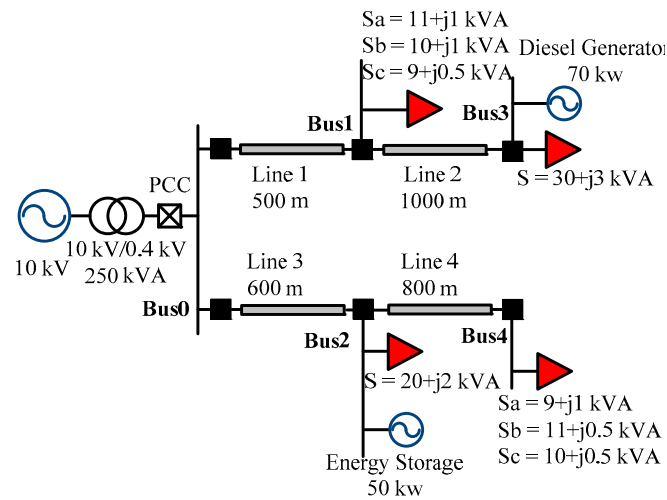 Sa = 11+j1 kVA
Sb = 10+j1 kVA
Sc = 9+j0.5 kVA
Diesel Generator
70 kw
Bus1
Bus3
Line 1
500 m
Line 2
1000 m
S = 30+j3 kVA
PCC
10 kV
10 kV/0.4 kV
250 kVA
Line 3
600 m
Line 4
800 m
Bus0
Bus2
Bus4
S = 20+j2 kVA
Sa = 9+j1 kVA
Sb = 11+j0.5 kVA
Sc = 10+j0.5 kVA
Energy Storage
50 kw